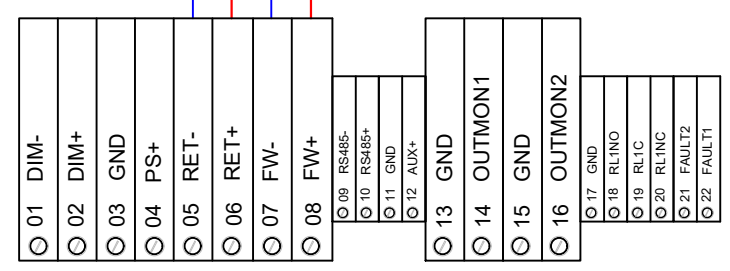 01 DIM-
02 DIM+
03 GND
04 PS+
05 RET-
06 RET+
07 FW-
08 FW+
09 RS485-
10 RS485+
11 GND
12 AUX+
13 GND
14 OUTMON1
15 GND
16 OUTMON2
17 GND
18 RL1NO
19 RL1C
20 RL1NC
21 FAULT2
22 FAULT1